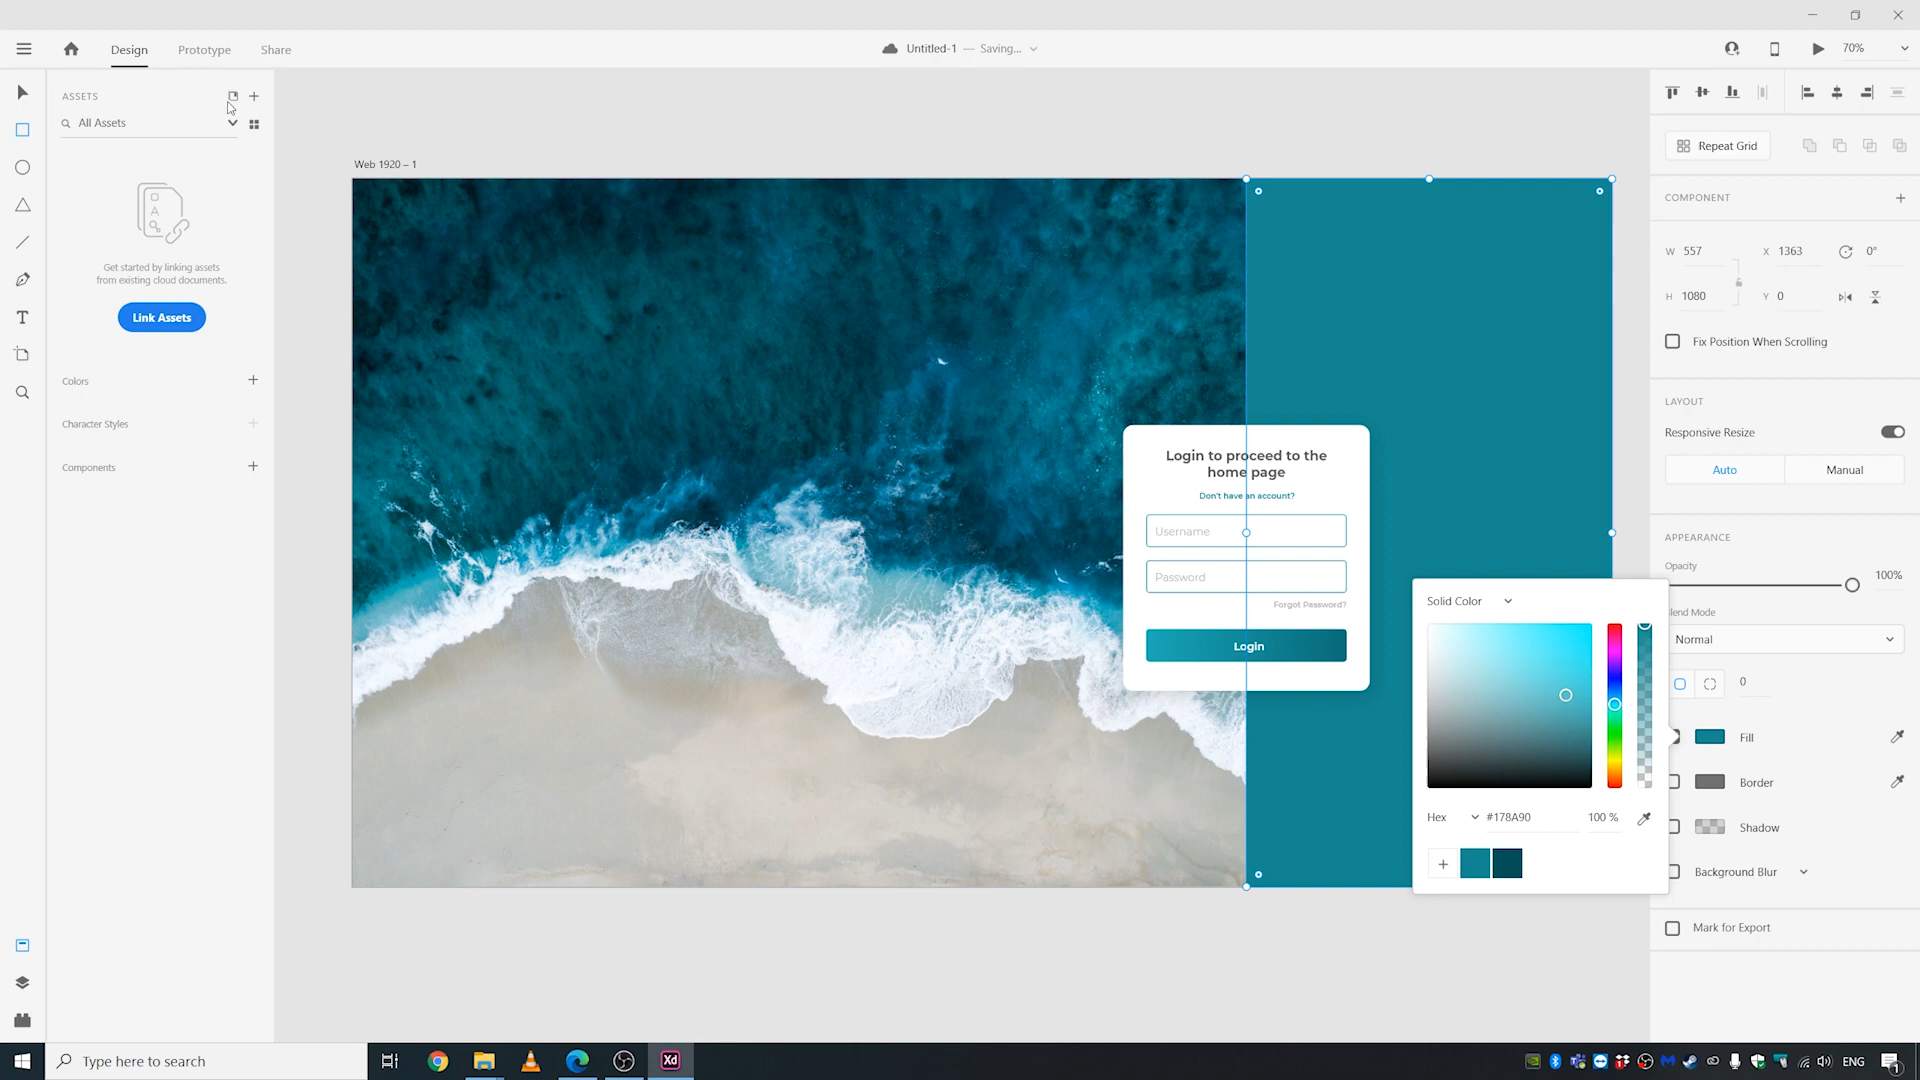 Design
Prototype
Share
Untitled-1 — Saving...
70%
ASSETS
All Assets
Get started by linking assets
from existing cloud documents.
Link Assets
Colors
Character Styles
Components
Web 1920 – 1
Login to proceed to the
home page
Don't have an account?
Username
Password
Forgot Password?
Login
Repeat Grid
COMPONENT
W 557 X 1363 0°
H 1080 Y 0
Fix Position When Scrolling
LAYOUT
Responsive Resize
Auto Manual
APPEARANCE
Opacity
100%
lend Mode
Normal
0
Fill
Border
Shadow
Background Blur
Mark for Export
Solid Color
Hex #178A90 100 %
A
Type here to search
Xd
ENG
1